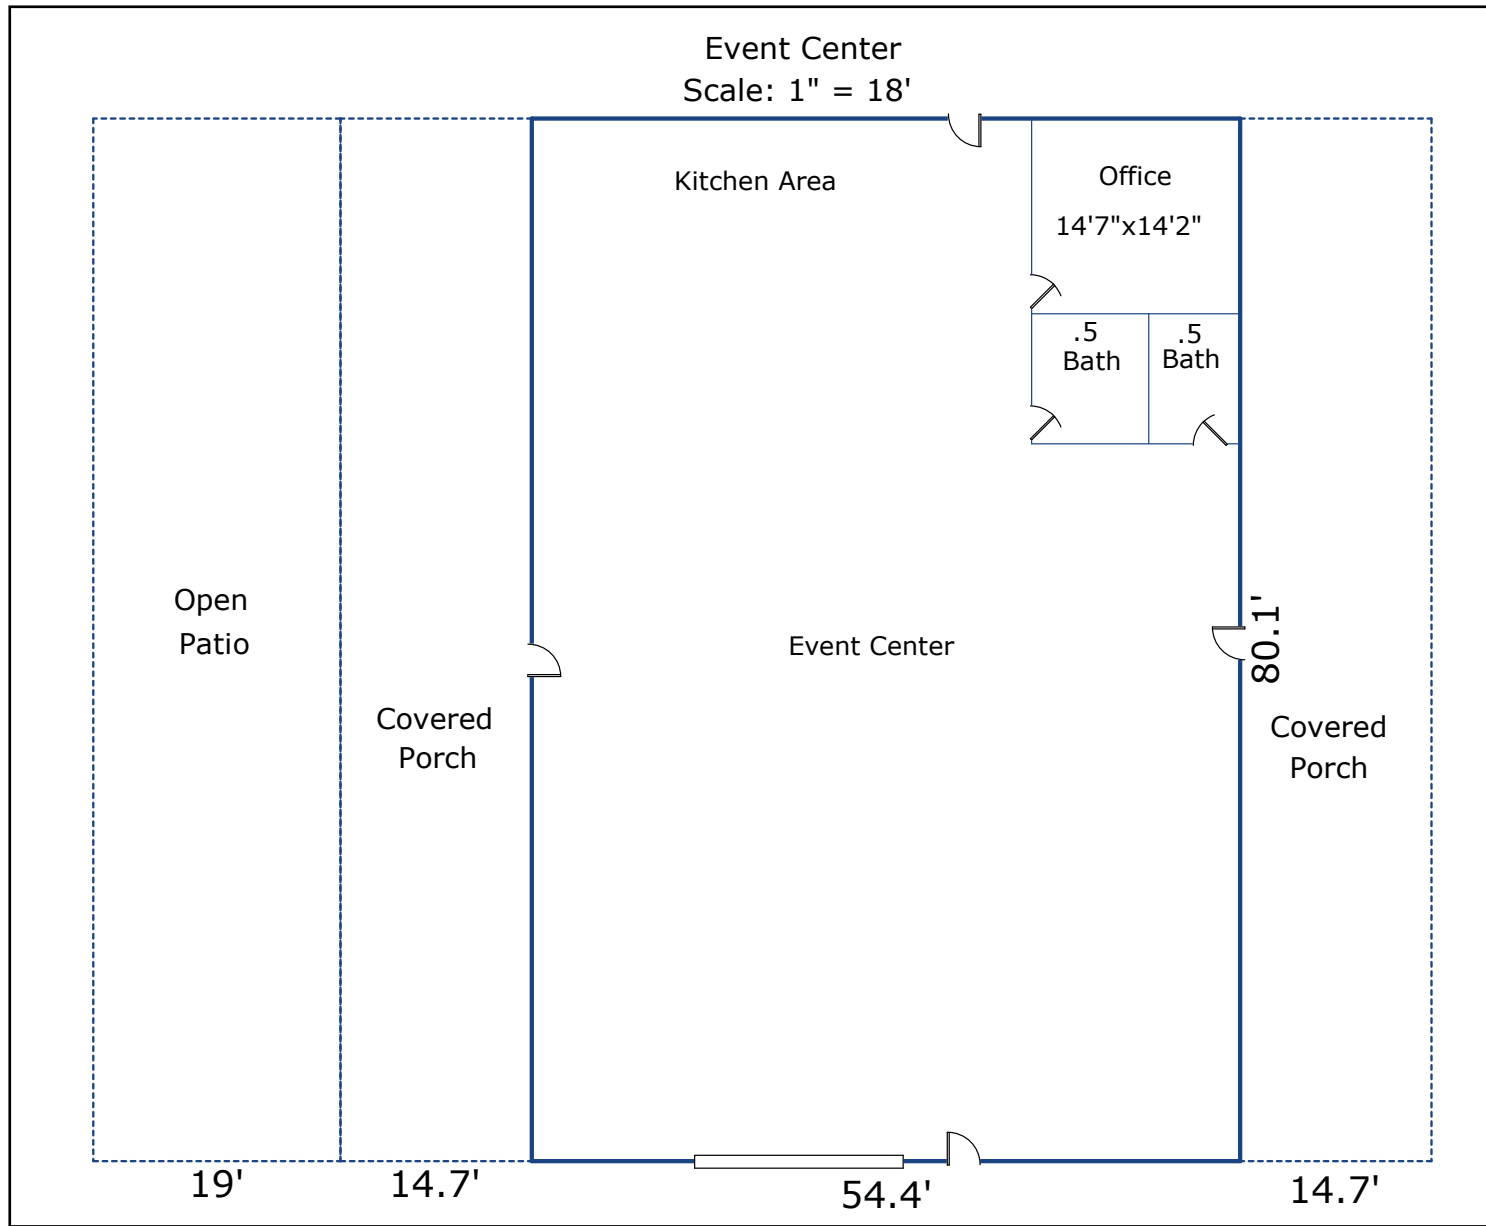 Event Center
Scale: 1" = 18'
Kitchen Area
Office
14'7"x14'2"
.5
Bath
.5
Bath
Open
Patio
Event Center
80.1'
Covered
Porch
Covered
Porch
19'
14.7'
54.4'
14.7'